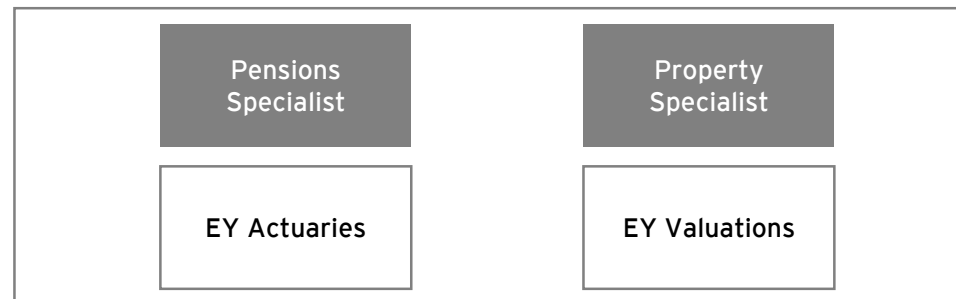 Pensions
Specialist
Property
Specialist
EY Actuaries
EY Valuations